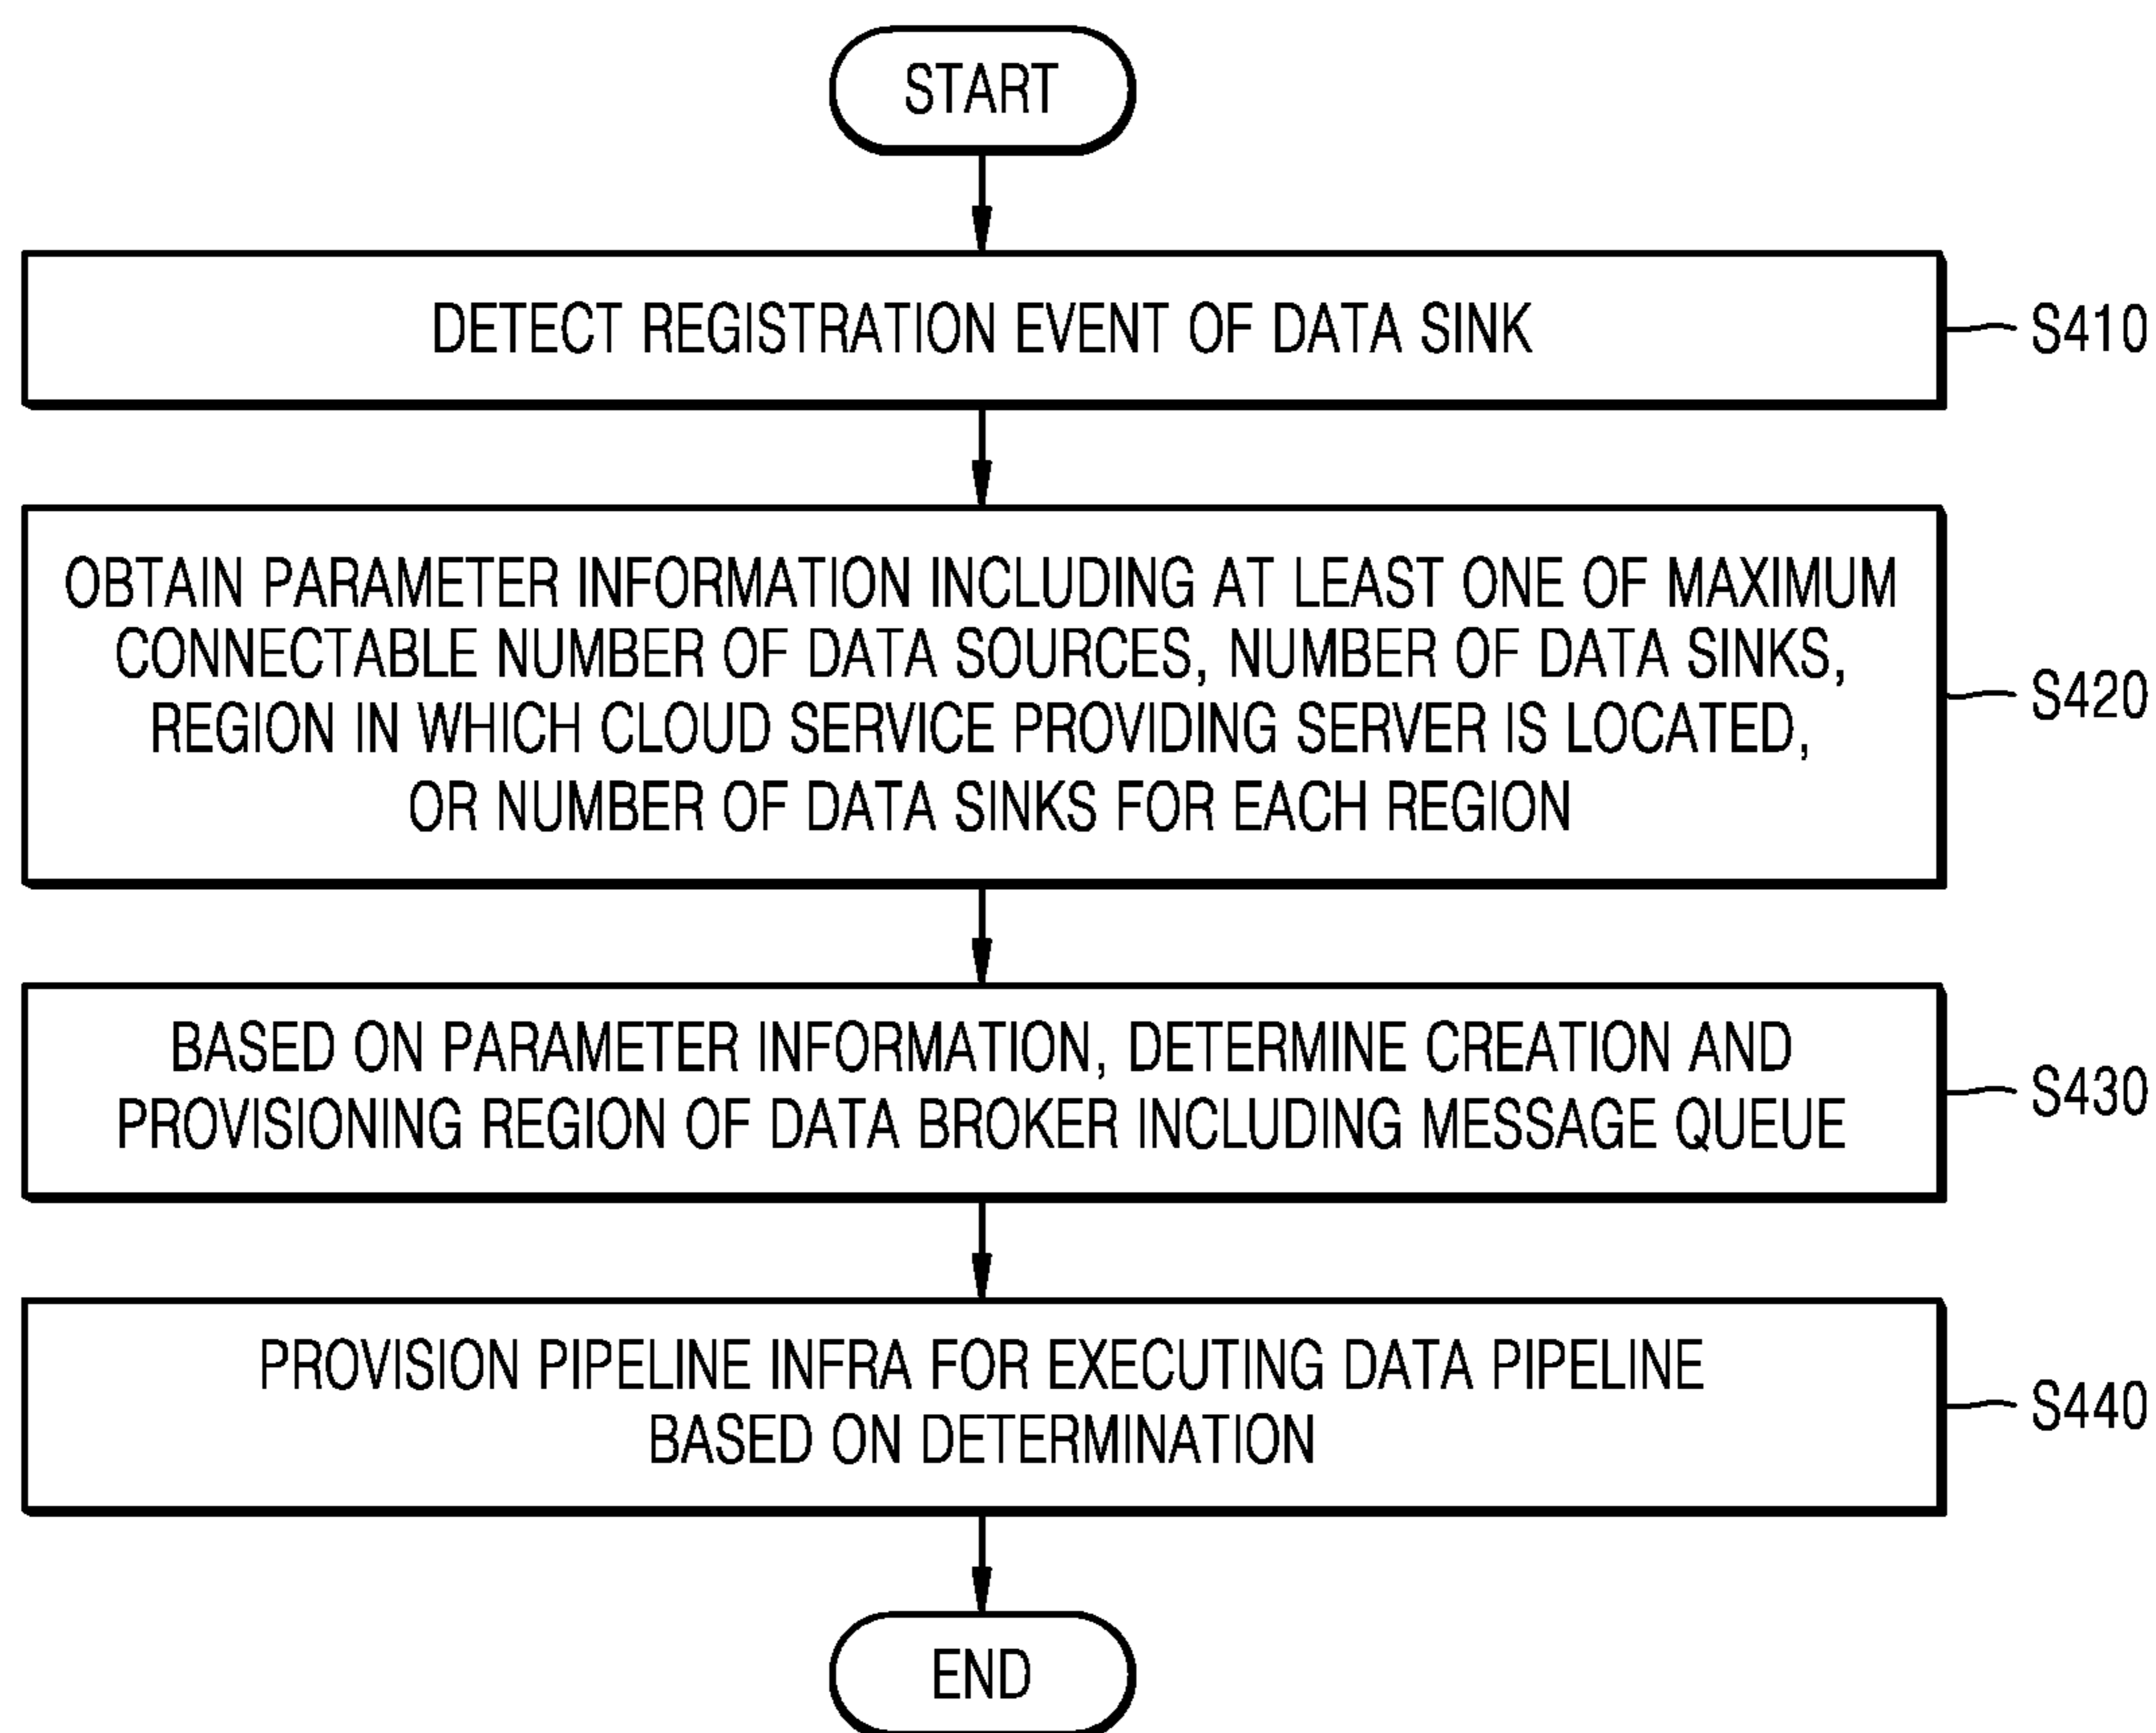 START
DETECT REGISTRATION EVENT OF DATA SINK
S410
OBTAIN PARAMETER INFORMATION INCLUDING AT LEAST ONE OF MAXIMUM
CONNECTABLE NUMBER OF DATA SOURCES, NUMBER OF DATA SINKS,
REGION IN WHICH CLOUD SERVICE PROVIDING SERVER IS LOCATED,
OR NUMBER OF DATA SINKS FOR EACH REGION
S420
BASED ON PARAMETER INFORMATION, DETERMINE CREATION AND
PROVISIONING REGION OF DATA BROKER INCLUDING MESSAGE QUEUE
S430
PROVISION PIPELINE INFRA FOR EXECUTING DATA PIPELINE
BASED ON DETERMINATION
S440
END